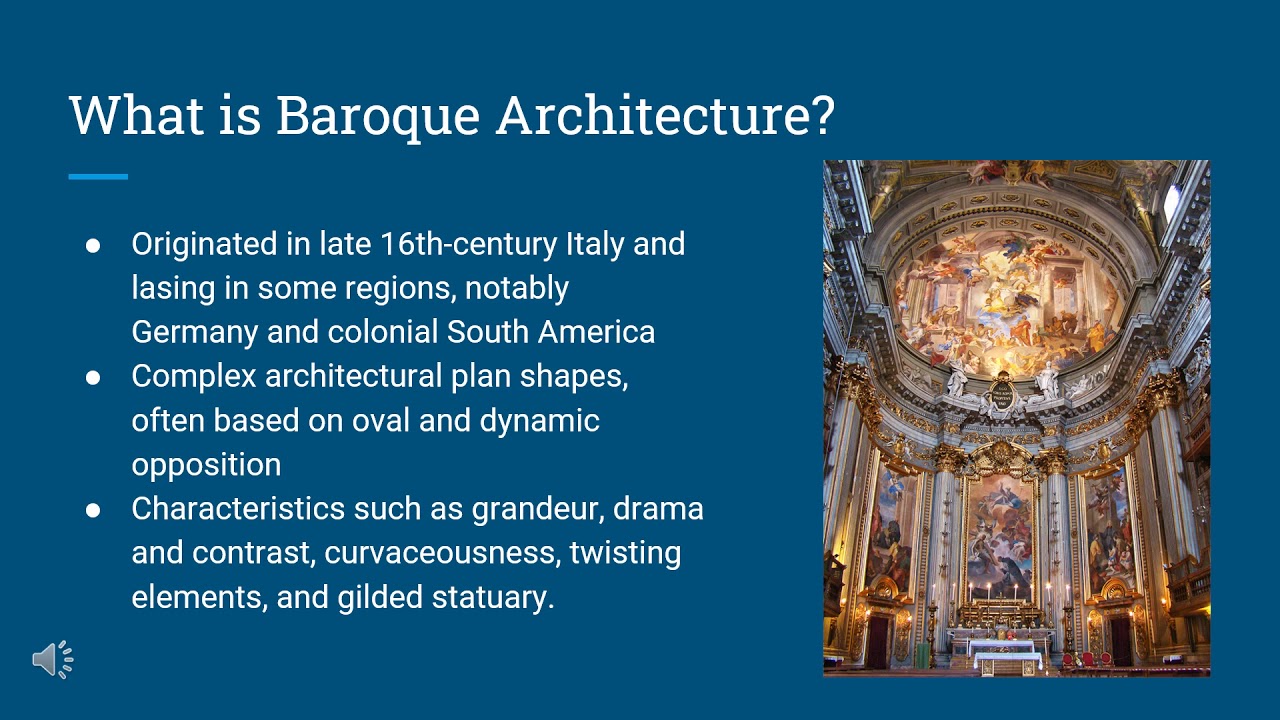 What is Baroque Architecture?
● Originated in late 16th-century Italy and
lasing in some regions, notably
Germany and colonial South America
● Complex architectural plan shapes,
often based on oval and dynamic
opposition
● Characteristics such as grandeur, drama
and contrast, curvaceousness, twisting
elements, and gilded statuary.